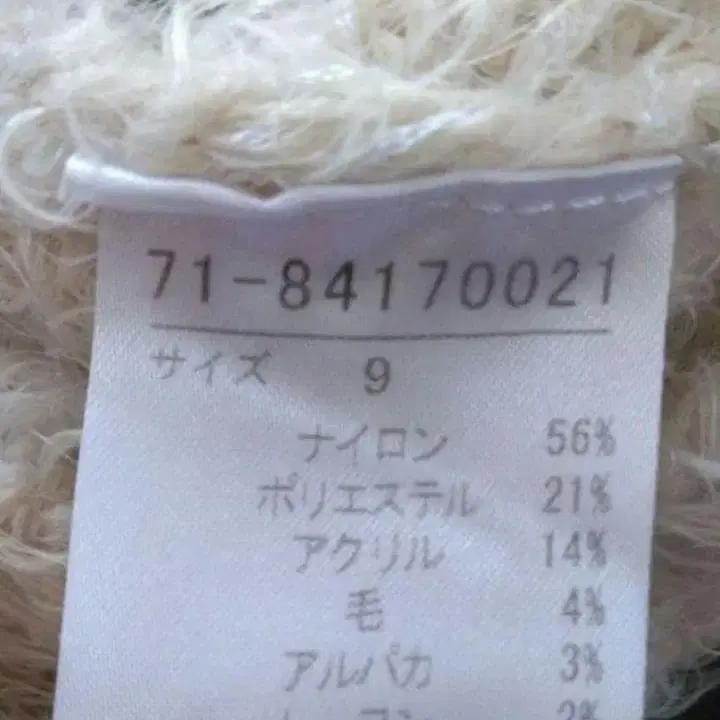 71-84170021
サイズ 9
ナイロン 56%
ポリエステル 21%
アクリル 14%
毛 4%
アルパカ 3%